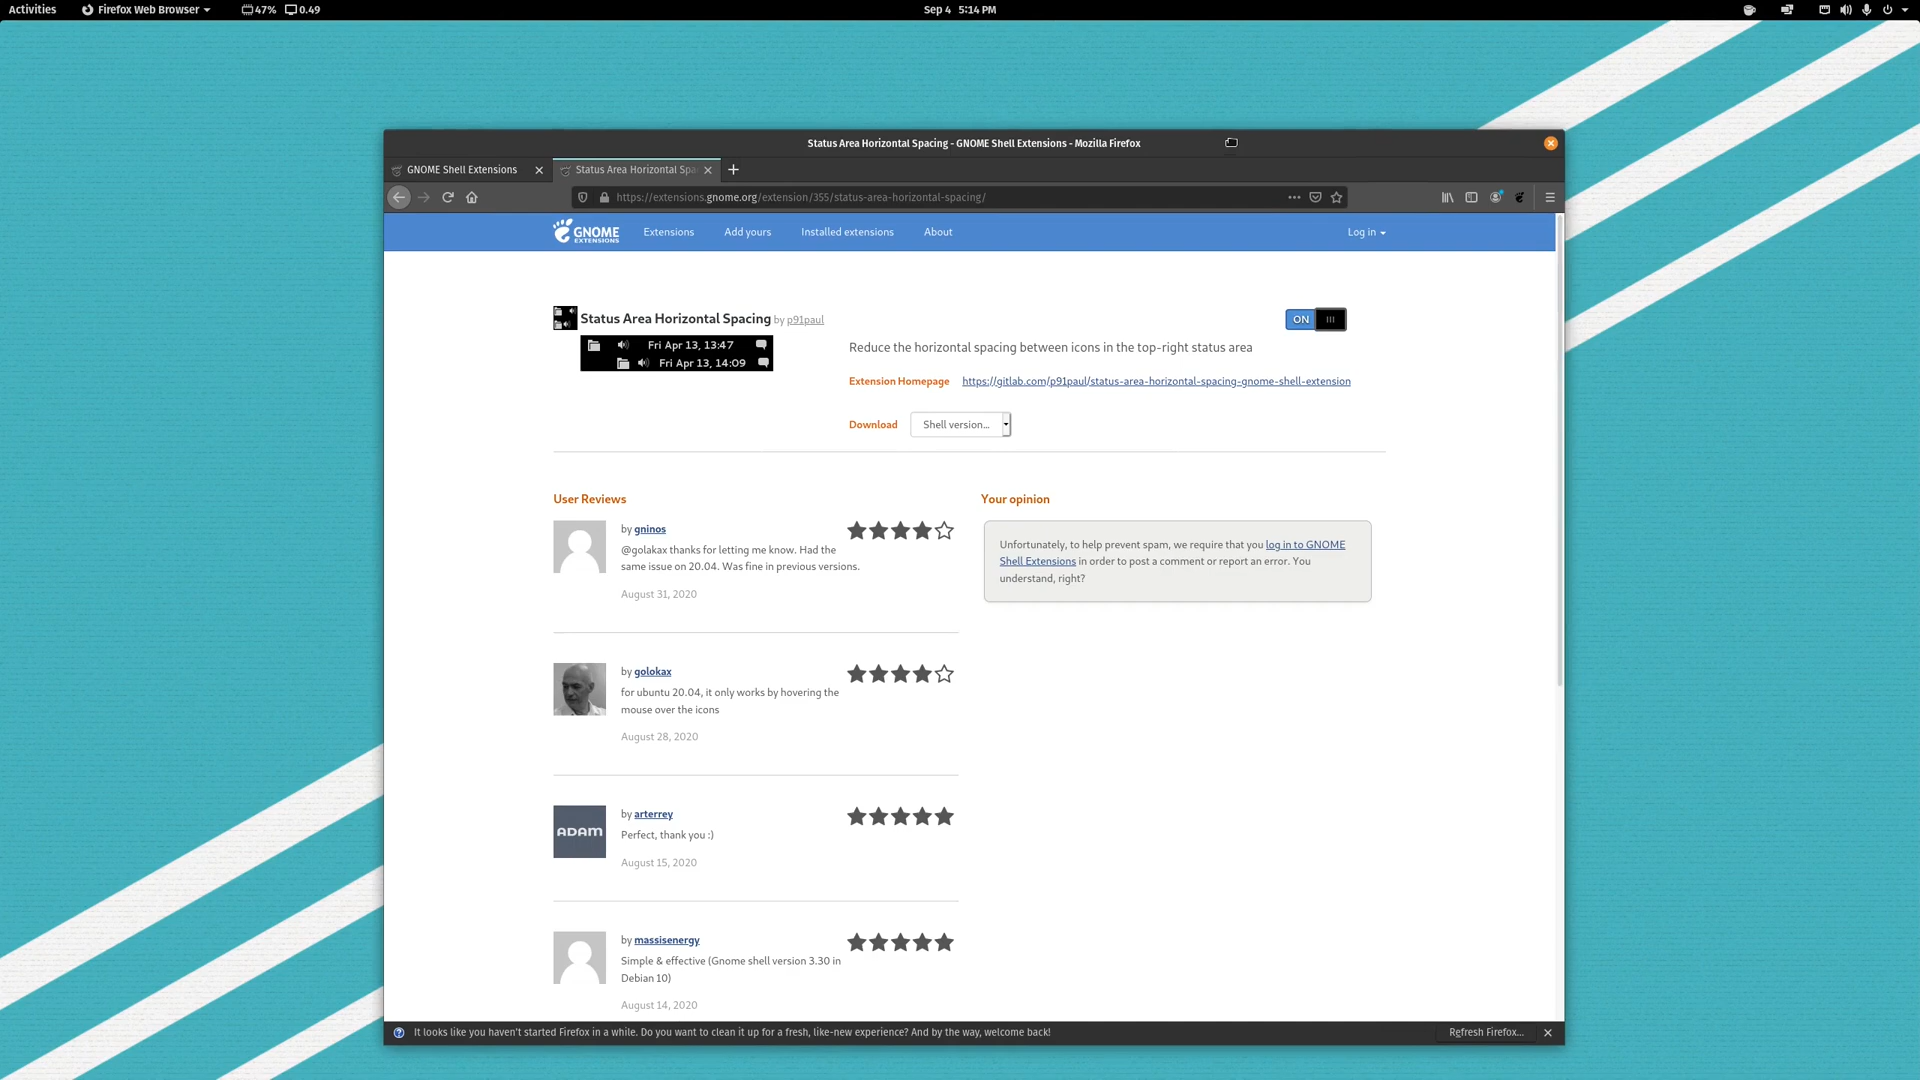 Activities
Firefox Web Browser
47%
0.49
Sep 4 5:14 PM
Status Area Horizontal Spacing - GNOME Shell Extensions - Mozilla Firefox
GNOME Shell Extensions
Status Area Horizontal Spa
https://extensions.gnome.org/extension/355/status-area-horizontal-spacing/
GNOME
EXTENSIONS
Extensions
Add yours
Installed extensions
About
Log in
Status Area Horizontal Spacing by p91paul
ON
Fri Apr 13, 13:47
Fri Apr 13, 14:09
Reduce the horizontal spacing between icons in the top-right status area
Extension Homepage https://gitlab.com/p91paul/status-area-horizontal-spacing-gnome-shell-extension
Download Shell version...
User Reviews
by gninos
@golakax thanks for letting me know. Had the
same issue on 20.04. Was fine in previous versions.
August 31, 2020
by golokax
for ubuntu 20.04, it only works by hovering the
mouse over the icons
August 28, 2020
ADAM
by arterrey
Perfect, thank you :)
August 15, 2020
by massisenergy
Simple & effective (Gnome shell version 3.30 in
Debian 10)
August 14, 2020
Your opinion
Unfortunately, to help prevent spam, we require that you log in to GNOME
Shell Extensions in order to post a comment or report an error. You
understand, right?
It looks like you haven't started Firefox in a while. Do you want to clean it up for a fresh, like-new experience? And by the way, welcome back!
Refresh Firefox...